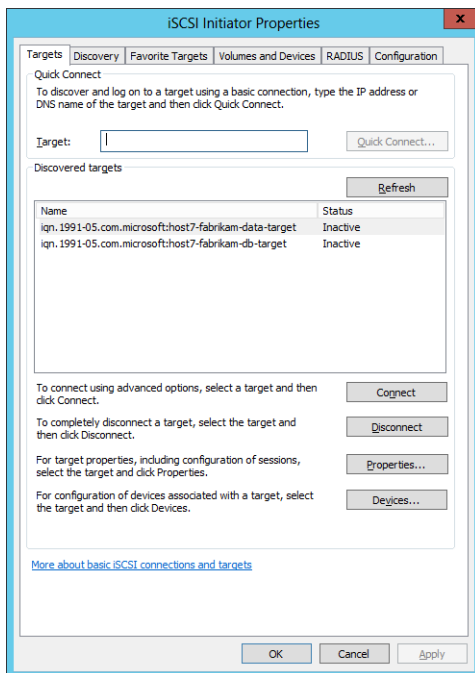 iSCSI Initiator Properties
x
Targets Discovery Favorite Targets Volumes and Devices RADIUS Configuration
Quick Connect
To discover and log on to a target using a basic connection, type the IP address or
DNS name of the target and then click Quick Connect.
Target:
Quick Connect...
Discovered targets
Refresh
Name Status
iqn.1991-05.com.microsoft:host7-fabrikam-data-target Inactive
iqn.1991-05.com.microsoft:host7-fabrikam-db-target Inactive
To connect using advanced options, select a target and then
click Connect.
Connect
To completely disconnect a target, select the target and
then click Disconnect.
Disconnect
For target properties, including configuration of sessions,
select the target and click Properties.
Properties...
For configuration of devices associated with a target, select
the target and then click Devices.
Devices...
More about basic iSCSI connections and targets
OK Cancel Apply